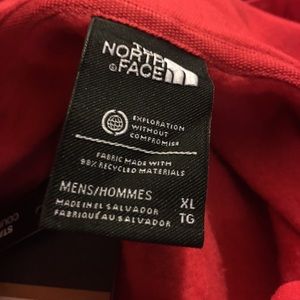 THE
NORTH
FACE
EXPLORATION
WITHOUT
COMPROMISE
FABRIC MADE WITH
98% RECYCLED MATERIALS
MENS/HOMMES
XL
MADE IN EL SALVADOR
TG
FABRIQUÉ AU SALVADOR